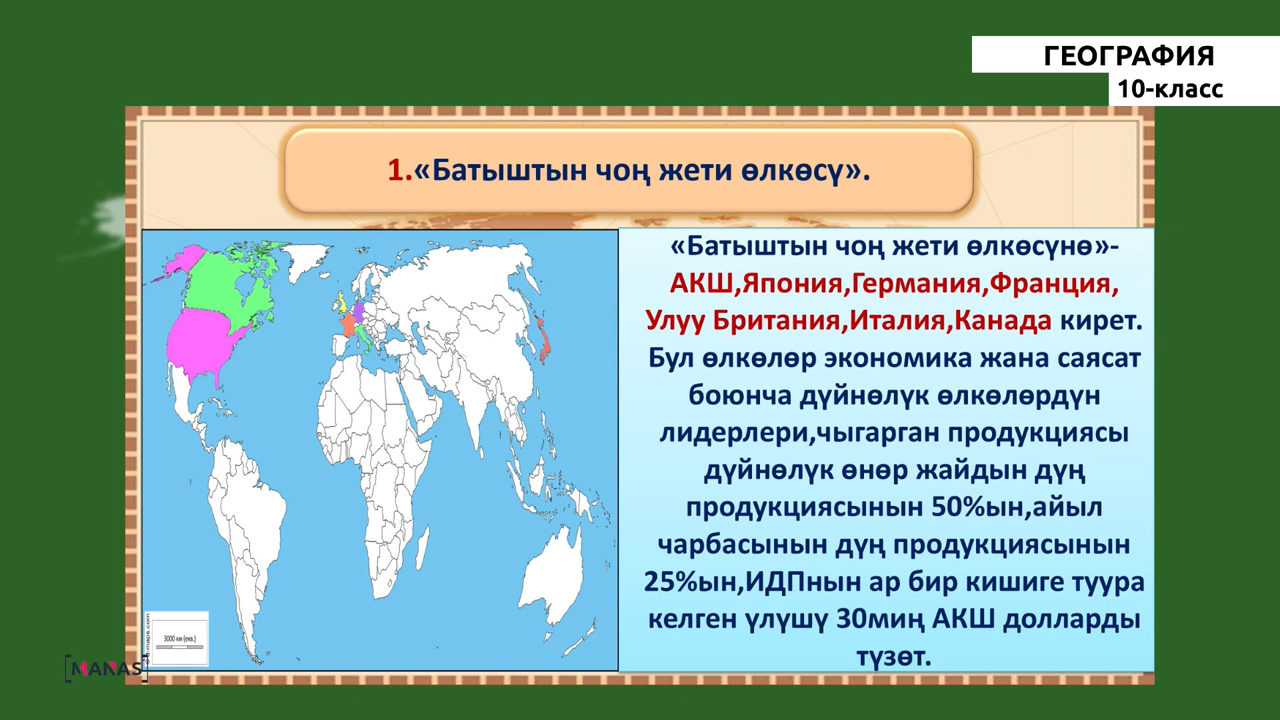 ГЕОГРАФИЯ
10-класс
1.«Батыштын чоң жети өлкөсү».
«Батыштын чоң жети өлкөсүнө»-
АКШ,Япония,Германия,Франция,
Улуу Британия,Италия,Канада кирет.
Бул өлкөлөр экономика жана саясат
боюнча дүйнөлүк өлкөлөрдүн
лидерлери,чыгарган продукциясы
дүйнөлүк өнөр жайдын дүң
продукциясынын 50%ын,айыл
чарбасынын дүң продукциясынын
25%ын,ИДПнын ар бир кишиге туура
келген үлүшү 30миң АКШ долларды
түзөт.
3000 км (екв.)
[MANAS]